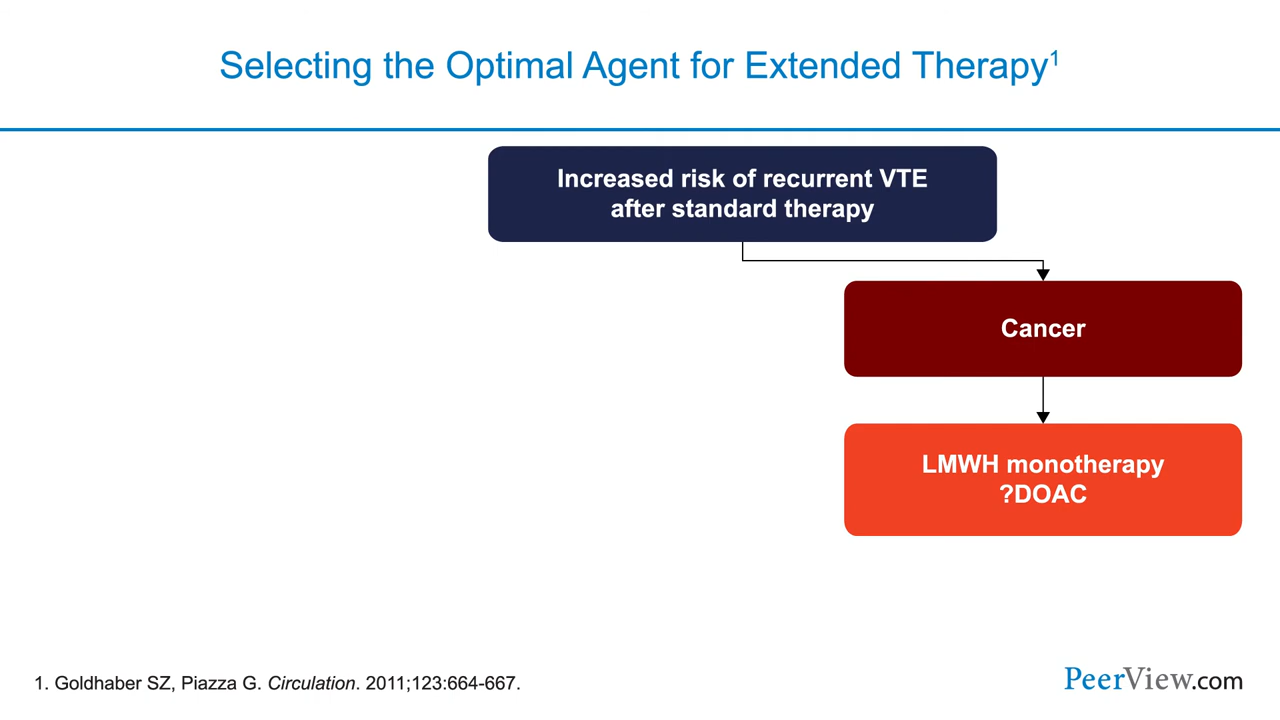 Selecting the Optimal Agent for Extended Therapy¹
Increased risk of recurrent VTE
after standard therapy
Cancer
LMWH monotherapy
?DOAC
1. Goldhaber SZ, Piazza G. Circulation. 2011;123:664-667.
PeerView.com